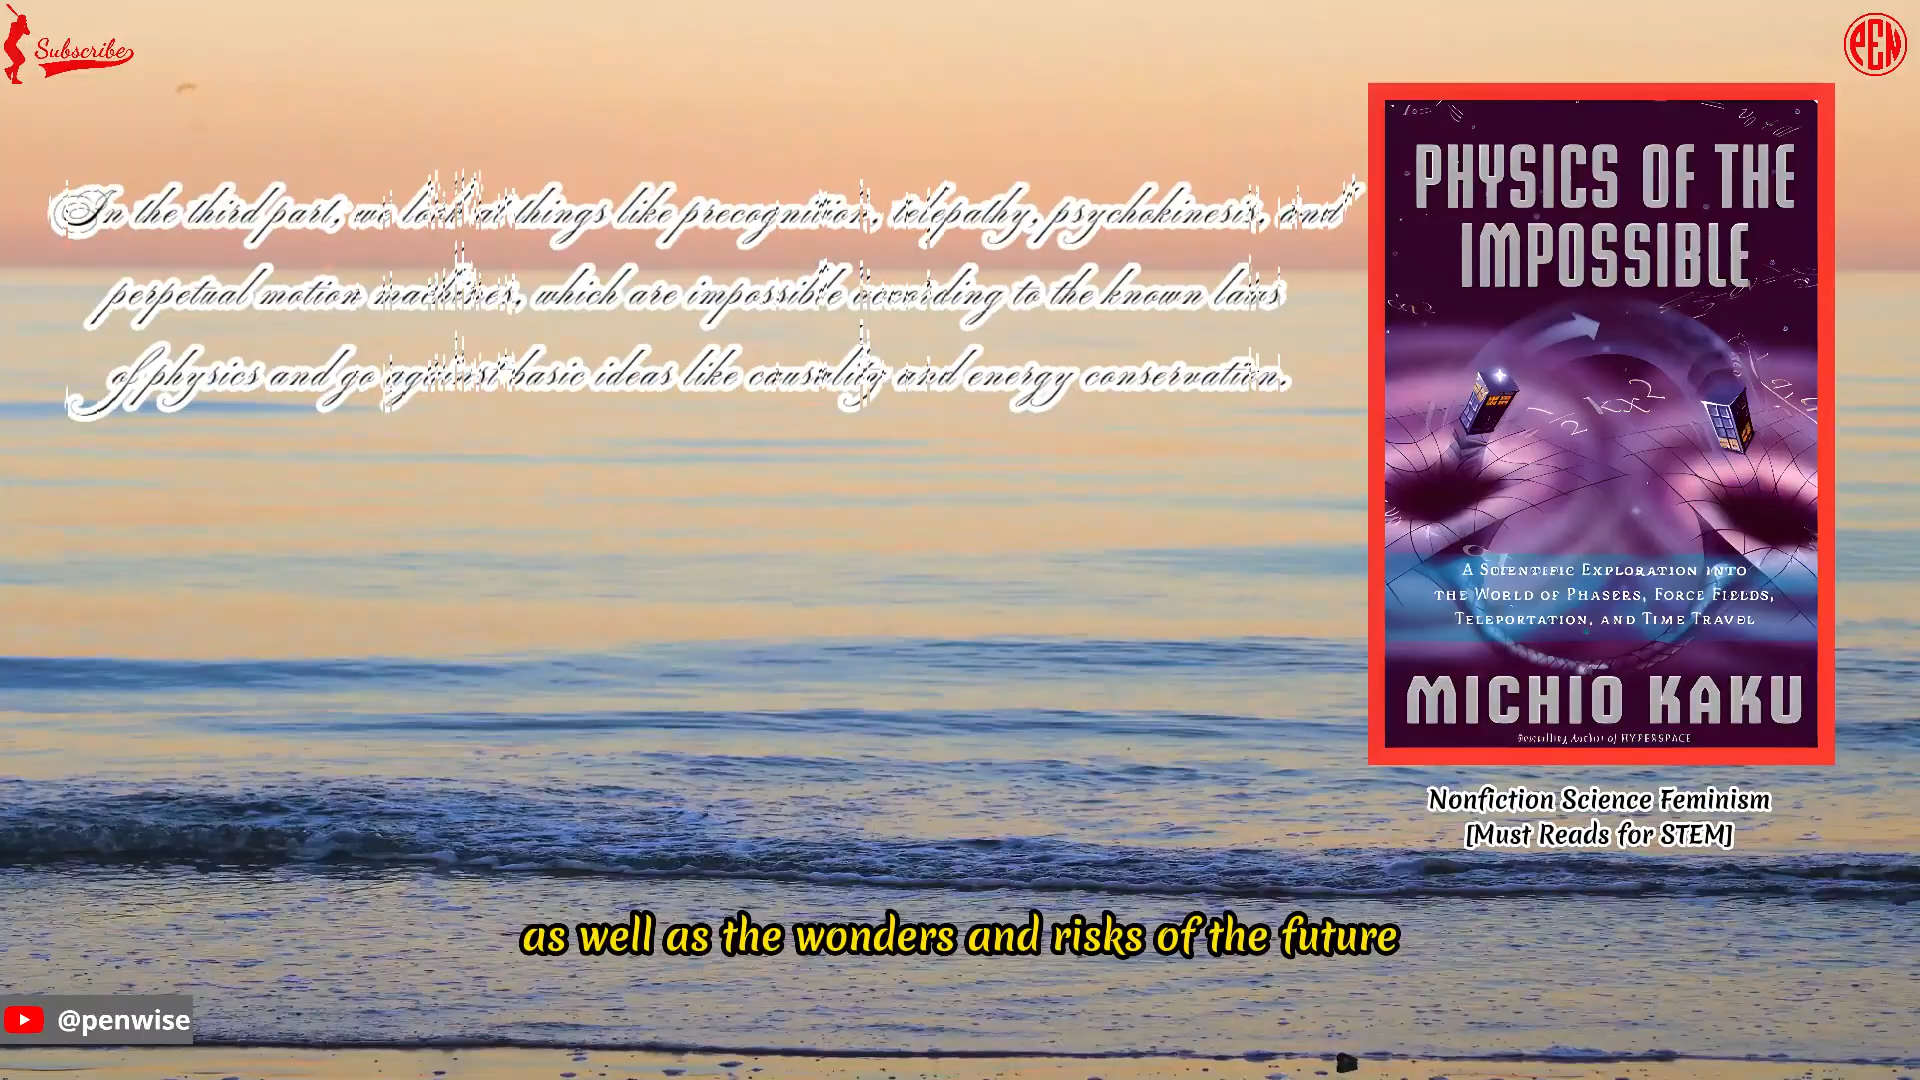 Subscribe
PEN
In the third part, we look at things like precognition, telepathy, psychokinesis, and
perpetual motion machines, which are impossible according to the known laws
of physics and go against basic ideas like causality and energy conservation.
PHYSICS OF THE
IMPOSSIBLE
½ kx²
A SCIENTIFIC EXPLORATION INTO
THE WORLD OF PHASERS, FORCE FIELDS,
TELEPORTATION, AND TIME TRAVEL
MICHIO KAKU
Bestselling Author of HYPERSPACE
Nonfiction Science Feminism
[Must Reads for STEM]
as well as the wonders and risks of the future
@penwise